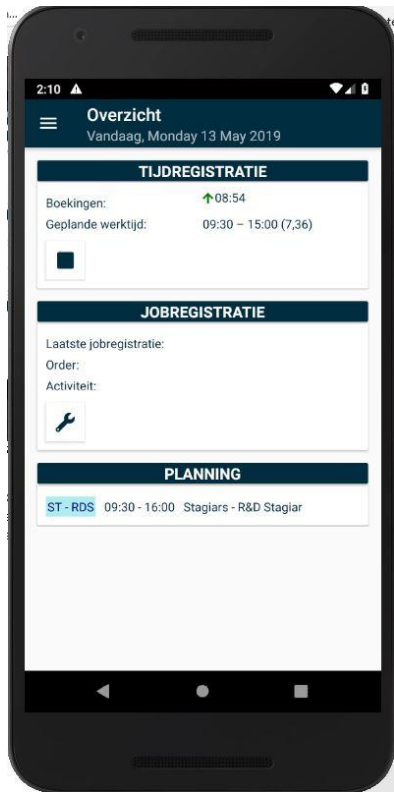 2:10
Overzicht
Vandaag, Monday 13 May 2019
TIJDREGISTRATIE
Boekingen: 08:54
Geplande werktijd: 09:30 – 15:00 (7,36)
JOBREGISTRATIE
Laatste jobregistratie:
Order:
Activiteit:
PLANNING
ST - RDS 09:30 - 16:00 Stagiars - R&D Stagiar